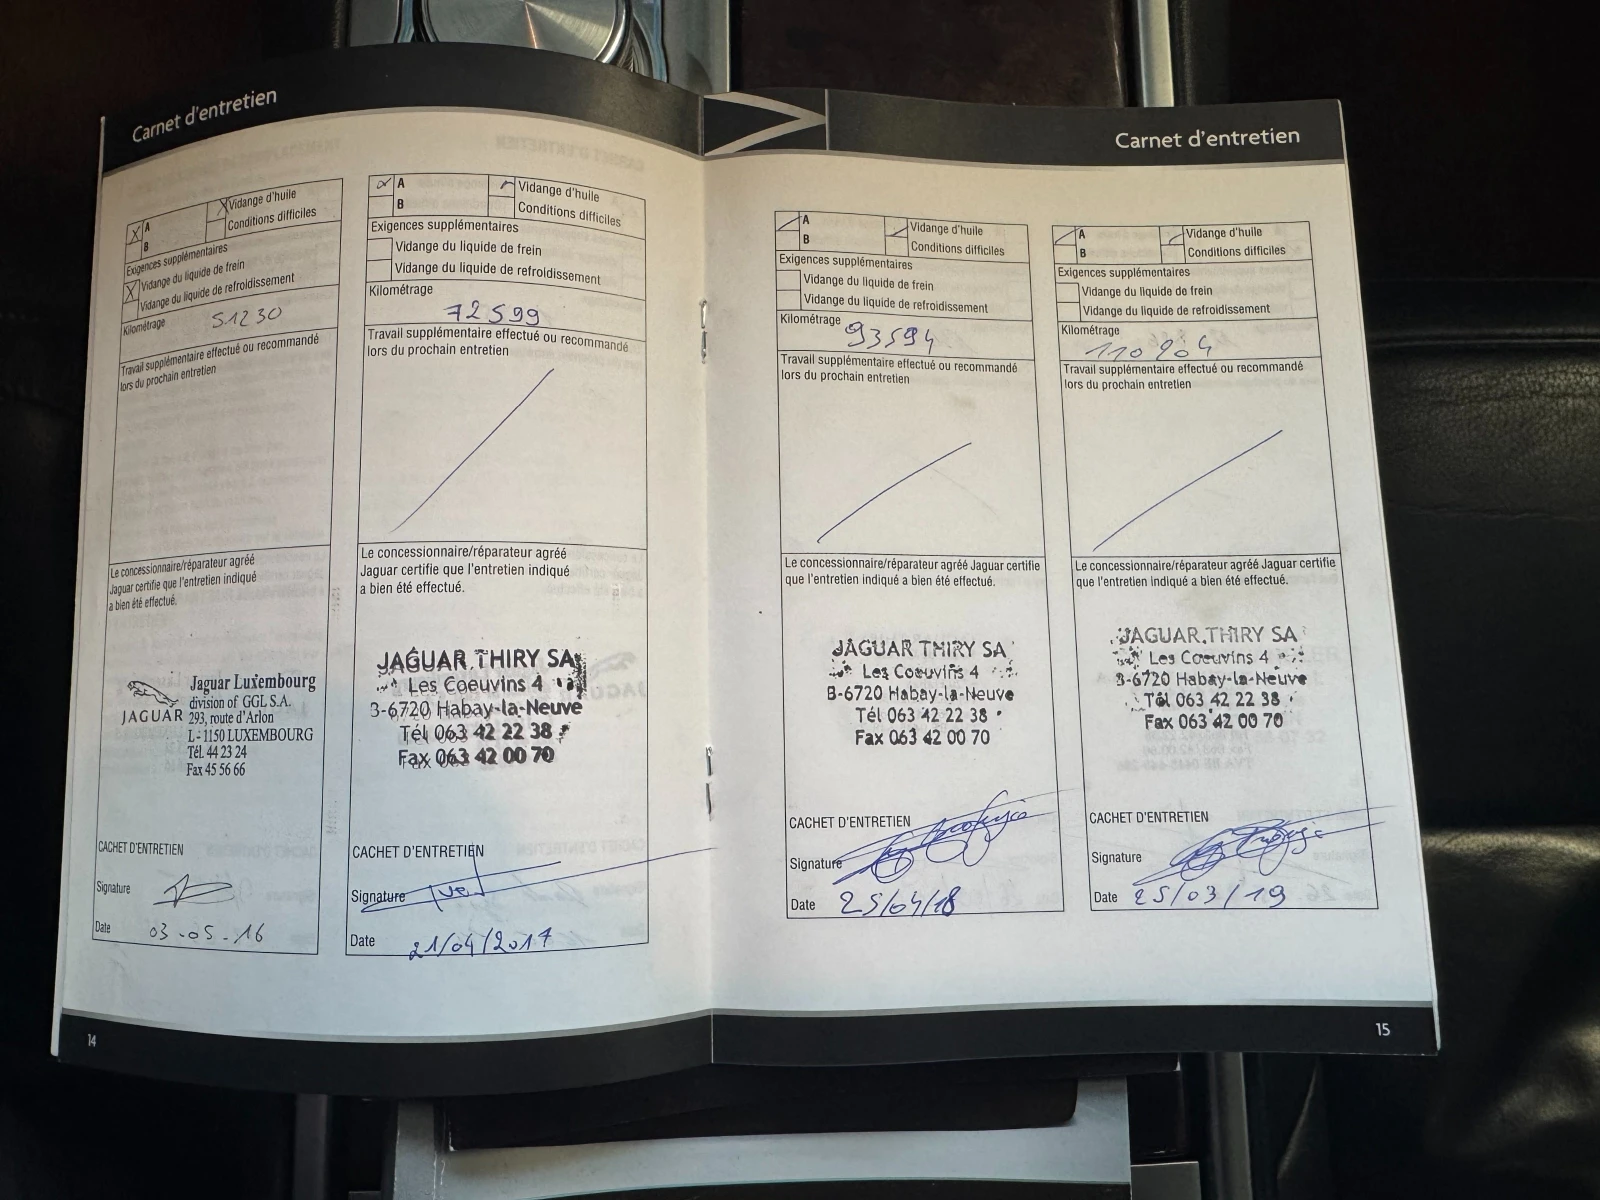 Carnet d'entretien
A
Vidange d'huile
B
Conditions difficiles
Exigences supplémentaires
Vidange du liquide de frein
Vidange du liquide de refroidissement
Kilométrage 51230
Travail supplémentaire effectué ou recommandé
lors du prochain entretien
Le concessionnaire/réparateur agréé
Jaguar certifie que l'entretien indiqué
a bien été effectué.
JAGUAR
Jaguar Luxembourg
division of GGL S.A.
293, route d'Arlon
L-1150 LUXEMBOURG
Tél. 44 23 24
Fax 45 56 66
CACHET D'ENTRETIEN
Signature
Date 03-05-16
A
Vidange d'huile
B
Conditions difficiles
Exigences supplémentaires
Vidange du liquide de frein
Vidange du liquide de refroidissement
Kilométrage
72599
Travail supplémentaire effectué ou recommandé
lors du prochain entretien
Le concessionnaire/réparateur agréé
Jaguar certifie que l'entretien indiqué
a bien été effectué.
JAGUAR THIRY SA
Les Coeuvins 4
B-6720 Habay-la-Neuve
Tél 063 42 22 38
Fax 063 42 00 70
CACHET D'ENTRETIEN
Signature
Date 21/04/2017
14
Carnet d'entretien
A
Vidange d'huile
B
Conditions difficiles
Exigences supplémentaires
Vidange du liquide de frein
Vidange du liquide de refroidissement
Kilométrage 93594
Travail supplémentaire effectué ou recommandé
lors du prochain entretien
Le concessionnaire/réparateur agréé Jaguar certifie
que l'entretien indiqué a bien été effectué.
JAGUAR THIRY SA
Les Coeuvins 4
B-6720 Habay-la-Neuve
Tél 063 42 22 38
Fax 063 42 00 70
CACHET D'ENTRETIEN
Signature
Date 25/04/18
A
Vidange d'huile
B
Conditions difficiles
Exigences supplémentaires
Vidange du liquide de frein
Vidange du liquide de refroidissement
Kilométrage
110904
Travail supplémentaire effectué ou recommandé
lors du prochain entretien
Le concessionnaire/réparateur agréé Jaguar certifie
que l'entretien indiqué a bien été effectué.
JAGUAR THIRY SA
Les Coeuvins 4
B-6720 Habay-la-Neuve
Tél 063 42 22 38
Fax 063 42 00 70
CACHET D'ENTRETIEN
Signature
Date 25/03/19
15